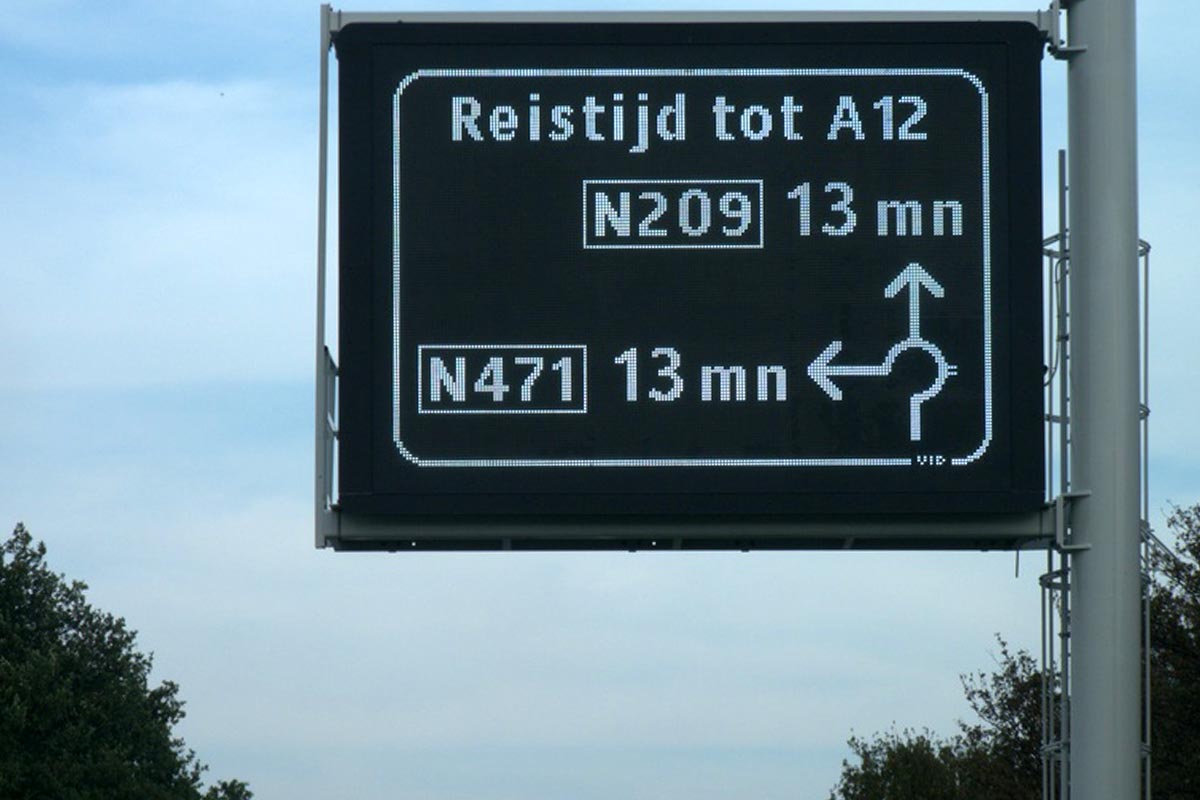 Reistijd tot A12
N209 13 mn
N471 13 mn
VID